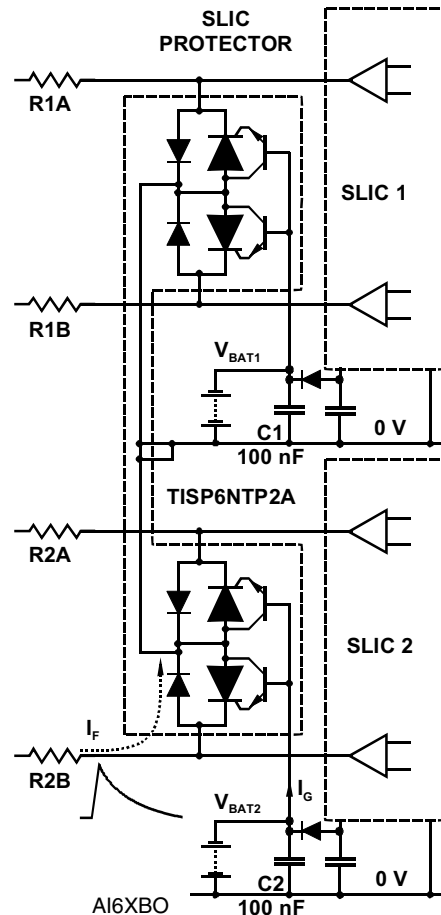 SLIC
PROTECTOR
R1A
SLIC 1
R1B
VBAT1
C1
100 nF
0 V
TISP6NTP2A
R2A
SLIC 2
IF
R2B
VBAT2
IG
C2
100 nF
0 V
AI6XBO